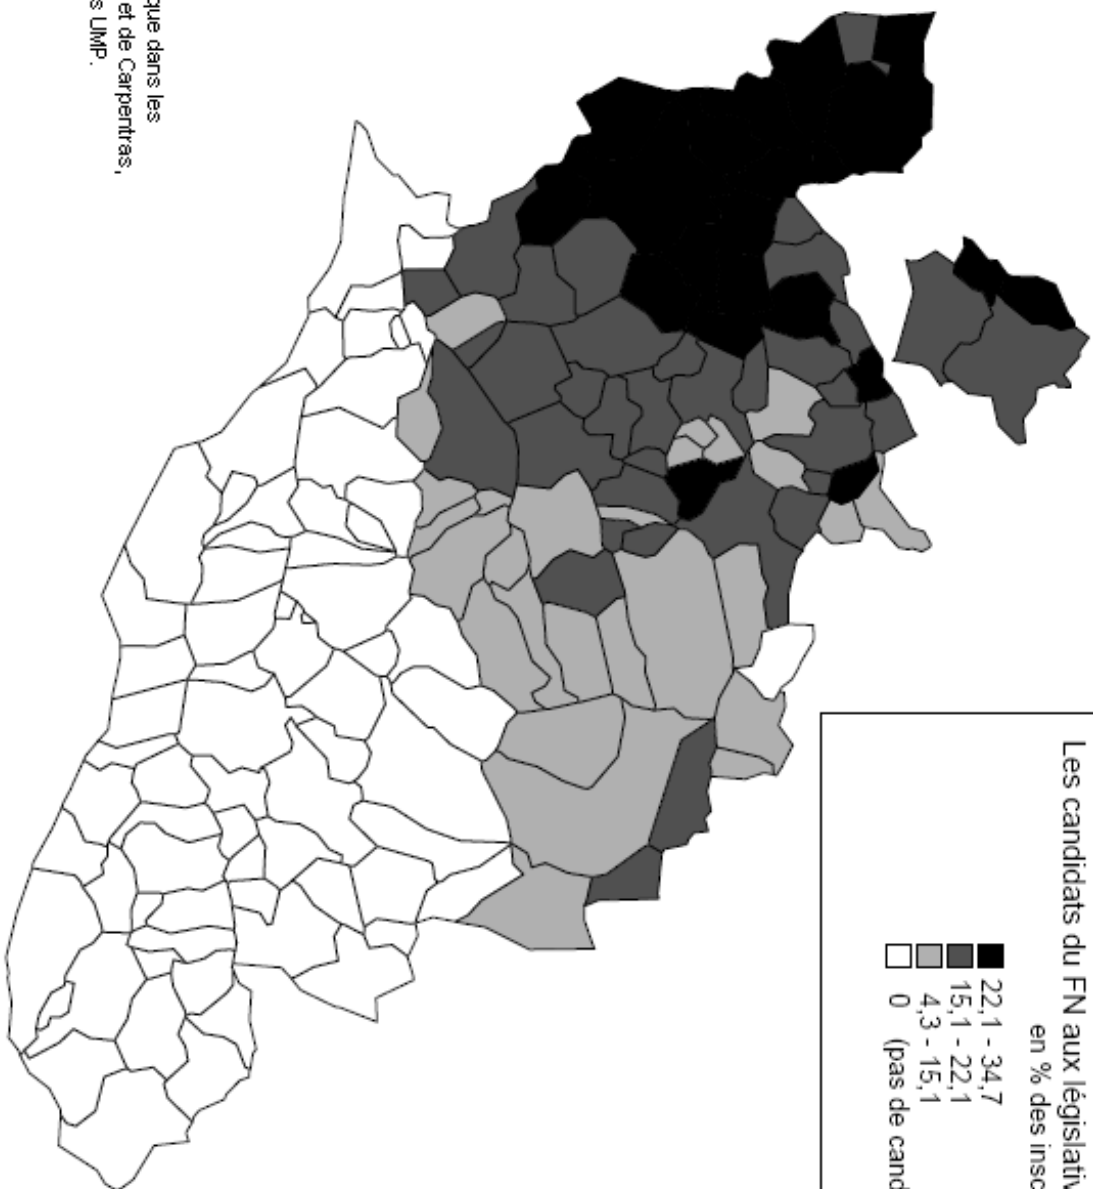 Les candidats du FN aux législativ
en % des insc
22,1 - 34,7
15,1 - 22,1
4,3 - 15,1
0 (pas de cand
que dans les
et de Carpentras,
s UMP.